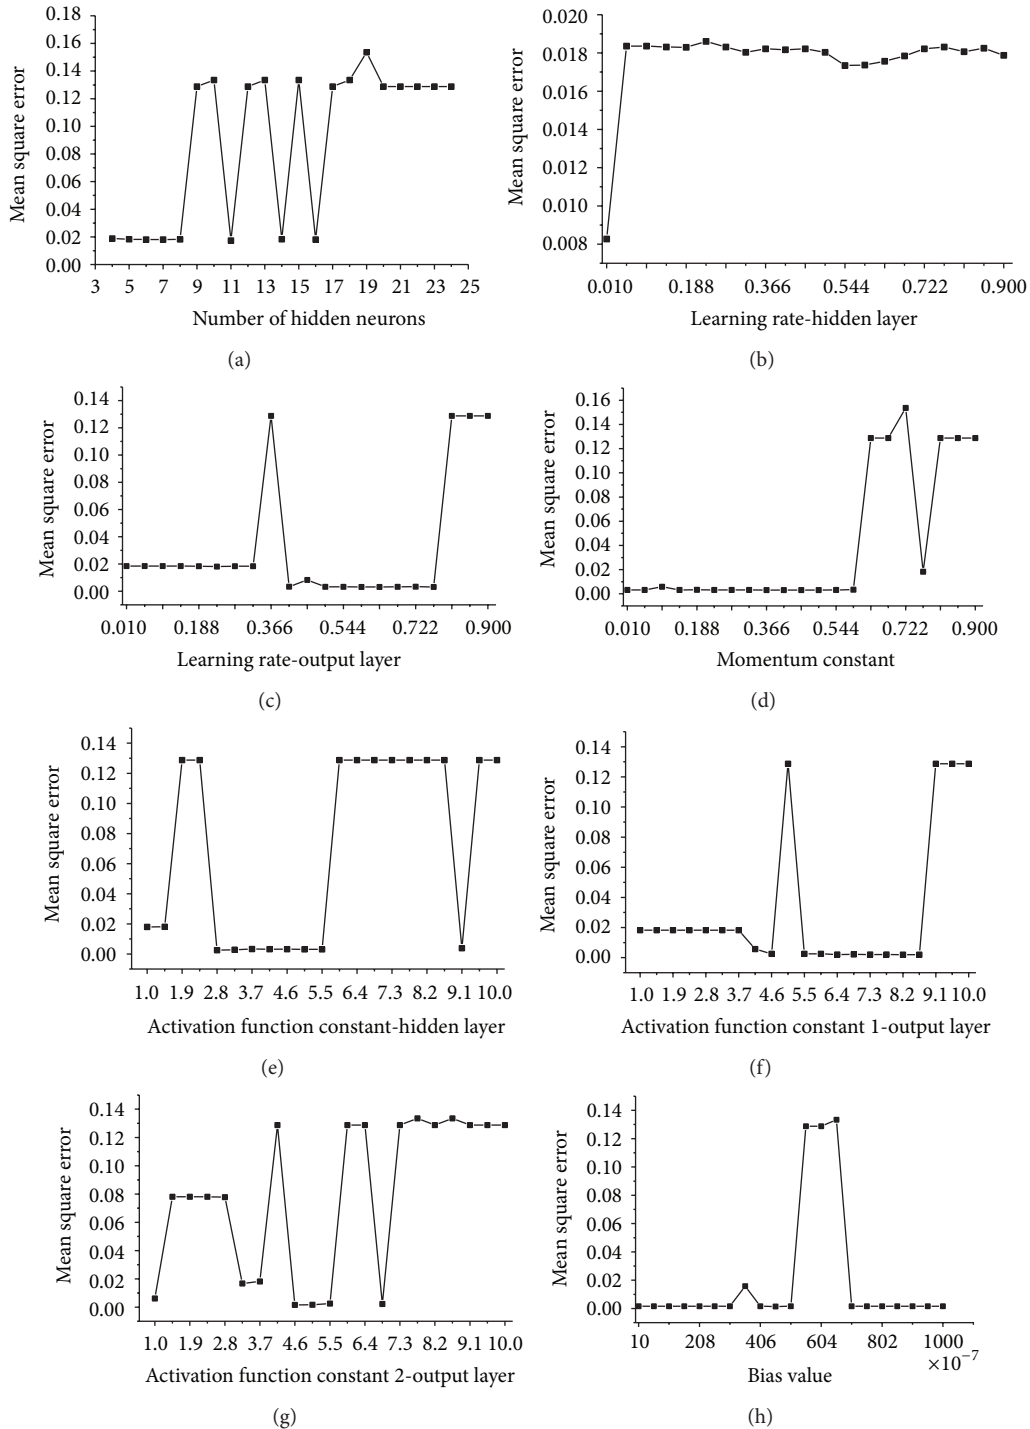 0.18
0.16
0.14
0.12
0.10
0.08
0.06
0.04
0.02
0.00
Mean square error
3 5 7 9 11 13 15 17 19 21 23 25
Number of hidden neurons
(a)
0.020
0.018
0.016
0.014
0.012
0.010
0.008
Mean square error
0.010 0.188 0.366 0.544 0.722 0.900
Learning rate-hidden layer
(b)
0.14
0.12
0.10
0.08
0.06
0.04
0.02
0.00
Mean square error
0.010 0.188 0.366 0.544 0.722 0.900
Learning rate-output layer
(c)
0.16
0.14
0.12
0.10
0.08
0.06
0.04
0.02
0.00
Mean square error
0.010 0.188 0.366 0.544 0.722 0.900
Momentum constant
(d)
0.14
0.12
0.10
0.08
0.06
0.04
0.02
0.00
Mean square error
1.0 1.9 2.8 3.7 4.6 5.5 6.4 7.3 8.2 9.1 10.0
Activation function constant-hidden layer
(e)
0.14
0.12
0.10
0.08
0.06
0.04
0.02
0.00
Mean square error
1.0 1.9 2.8 3.7 4.6 5.5 6.4 7.3 8.2 9.1 10.0
Activation function constant 1-output layer
(f)
0.14
0.12
0.10
0.08
0.06
0.04
0.02
0.00
Mean square error
1.0 1.9 2.8 3.7 4.6 5.5 6.4 7.3 8.2 9.1 10.0
Activation function constant 2-output layer
(g)
0.14
0.12
0.10
0.08
0.06
0.04
0.02
0.00
Mean square error
10 208 406 604 802 1000
×10⁻⁷
Bias value
(h)